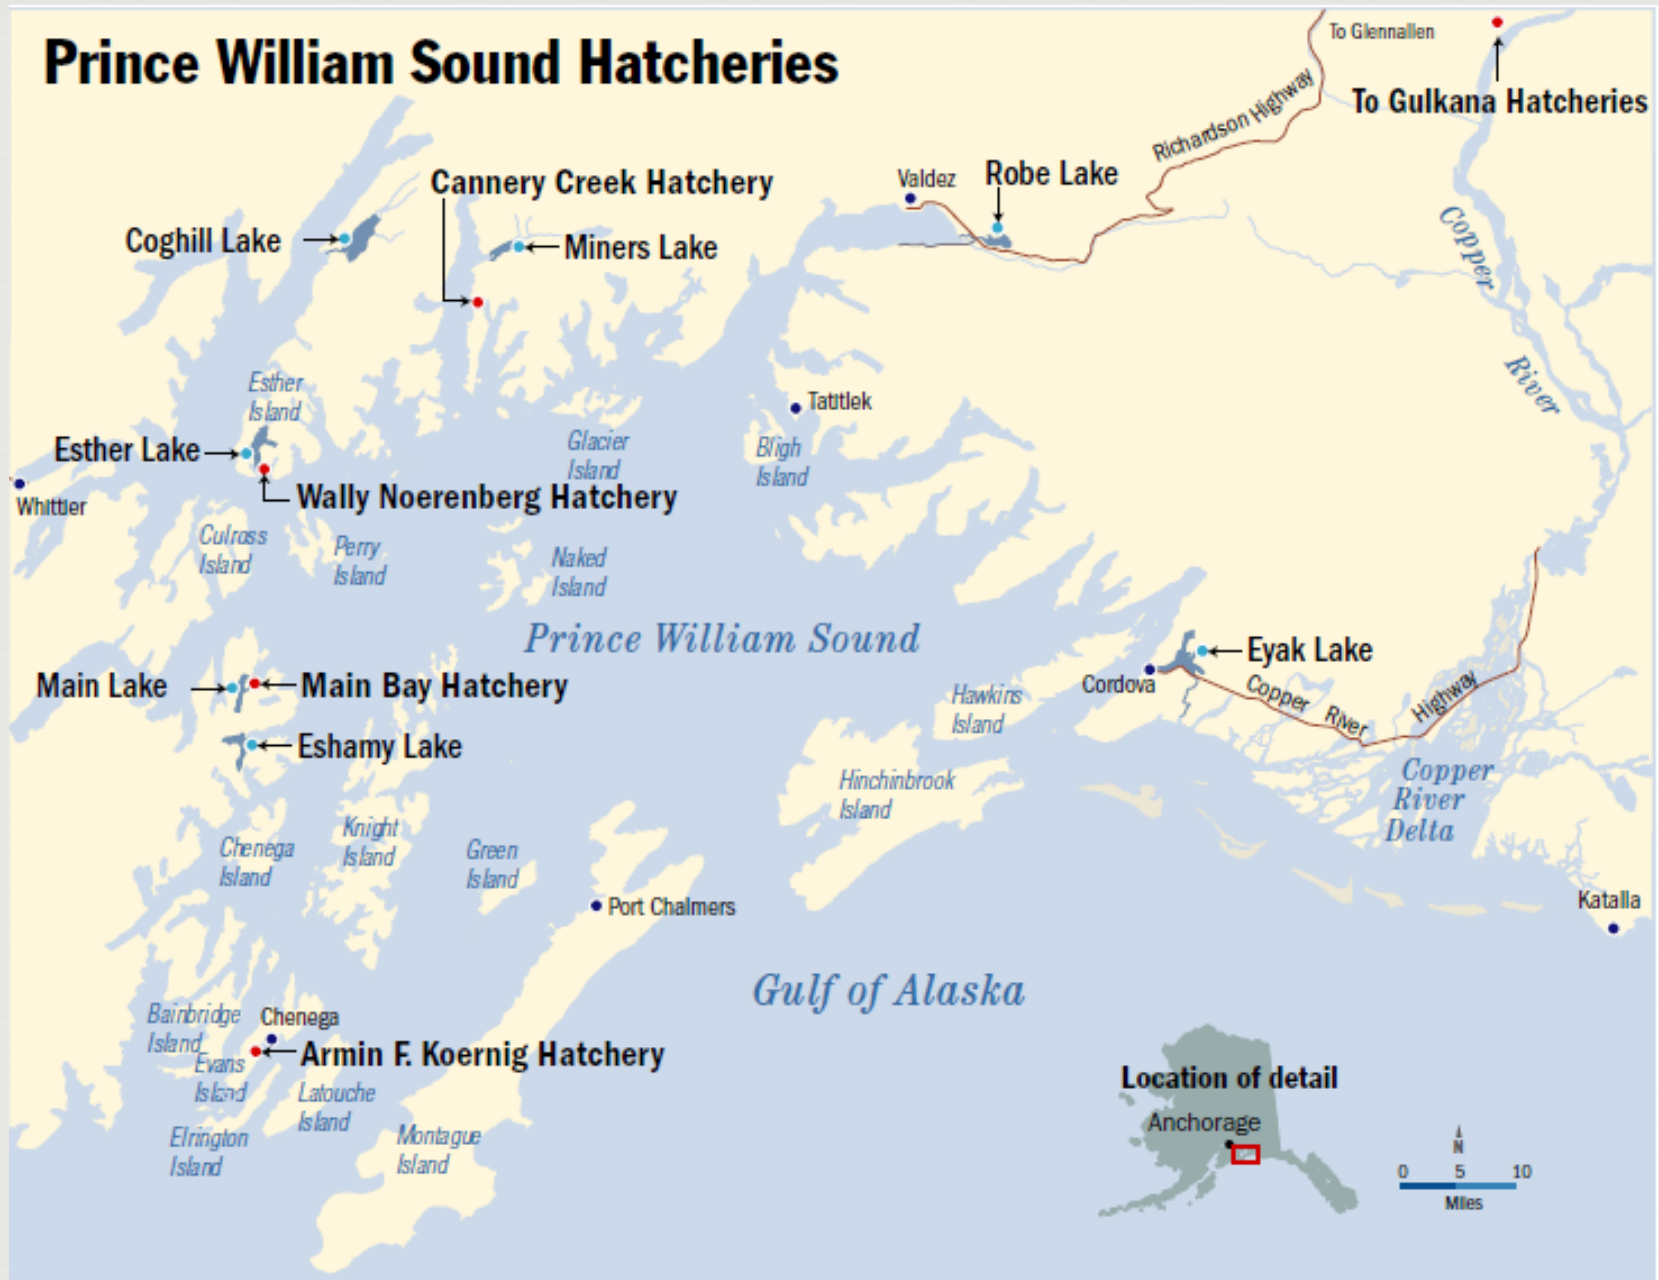 Prince William Sound Hatcheries
To Glennallen
To Gulkana Hatcheries
Richardson Highway
Cannery Creek Hatchery
Valdez
Robe Lake
Coghill Lake
Miners Lake
Copper
River
Esther
Island
Tatitlek
Esther Lake
Glacier
Island
Bligh
Island
Whittier
Wally Noerenberg Hatchery
Culross
Island
Perry
Island
Naked
Island
Prince William Sound
Eyak Lake
Main Lake
Main Bay Hatchery
Cordova
Hawkins
Island
Copper River Highway
Eshamy Lake
Hinchinbrook
Island
Copper
River
Delta
Knight
Island
Chenega
Island
Green
Island
Port Chalmers
Katalla
Gulf of Alaska
Bainbridge
Island
Chenega
Armin F. Koernig Hatchery
Evans
Island
Latouche
Island
Elrington
Island
Montague
Island
Location of detail
Anchorage
N
0 5 10
Miles